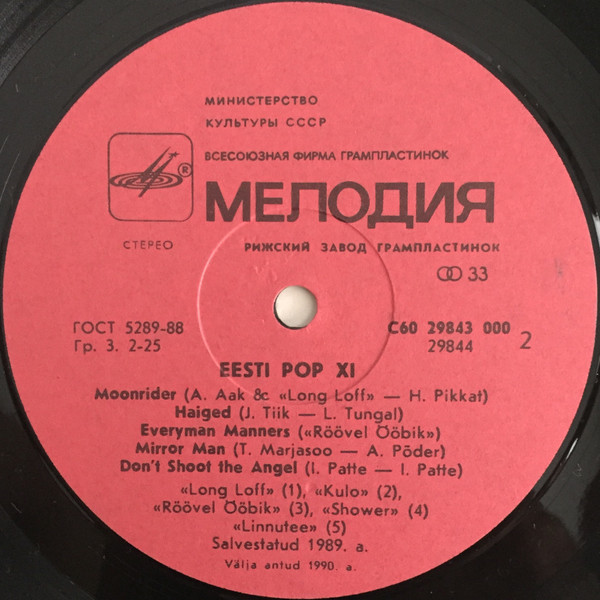 МИНИСТЕРСТВО
КУЛЬТУРЫ СССР
ВСЕСОЮЗНАЯ ФИРМА ГРАМПЛАСТИНОК
®
МЕЛОДИЯ
СТЕРЕО
РИЖСКИЙ ЗАВОД ГРАМПЛАСТИНОК
33
ГОСТ 5289-88
Гр. 3. 2-25
С60 29843 000
29844
2
EESTI POP XI
Moonrider (A. Aak &c «Long Loff» — H. Pikkat)
Haiged (J. Tiik — L. Tungal)
Everyman Manners («Röövel Ööbik»)
Mirror Man (T. Marjasoo — A. Põder)
Don't Shoot the Angel (I. Patte — I. Patte)
«Long Loff» (1), «Kulo» (2),
«Röövel Ööbik» (3), «Shower» (4)
«Linnutee» (5)
Salvestatud 1989. a.
Välja antud 1990. a.